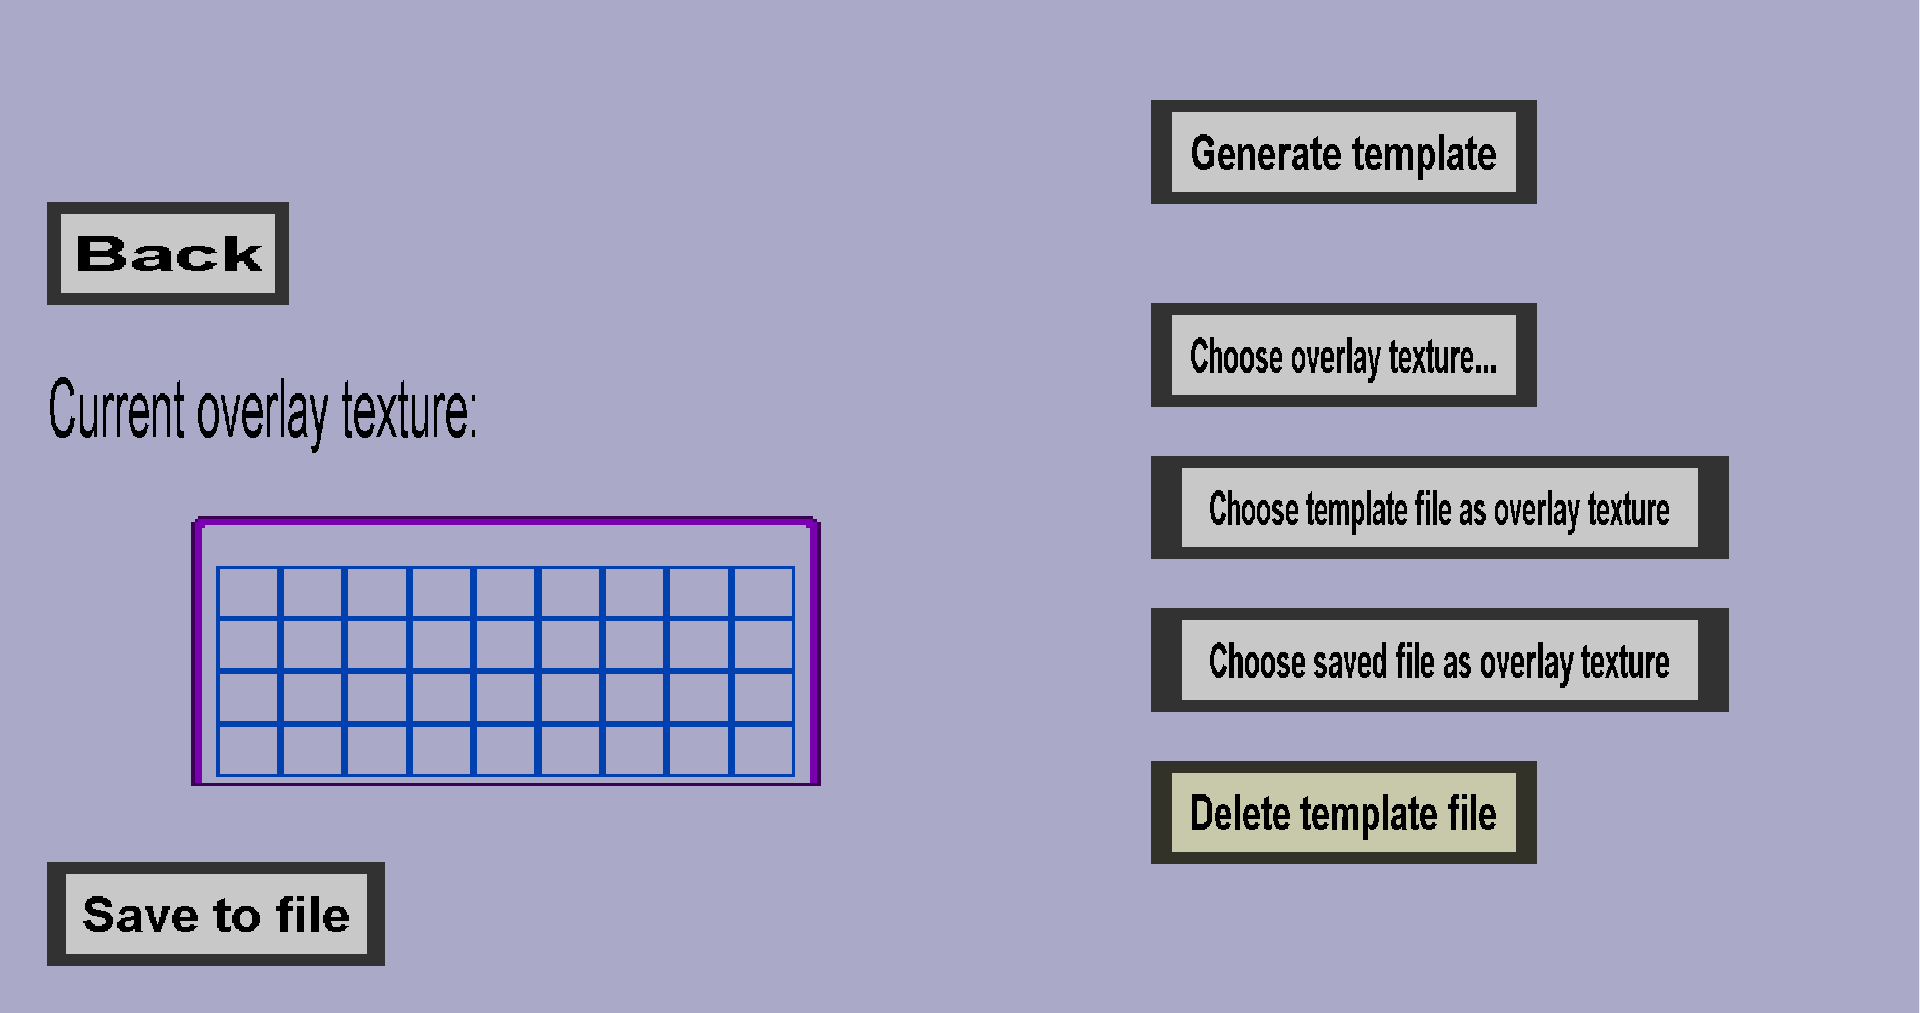 Back
Current overlay texture:
Save to file
Generate template
Choose overlay texture...
Choose template file as overlay texture
Choose saved file as overlay texture
Delete template file